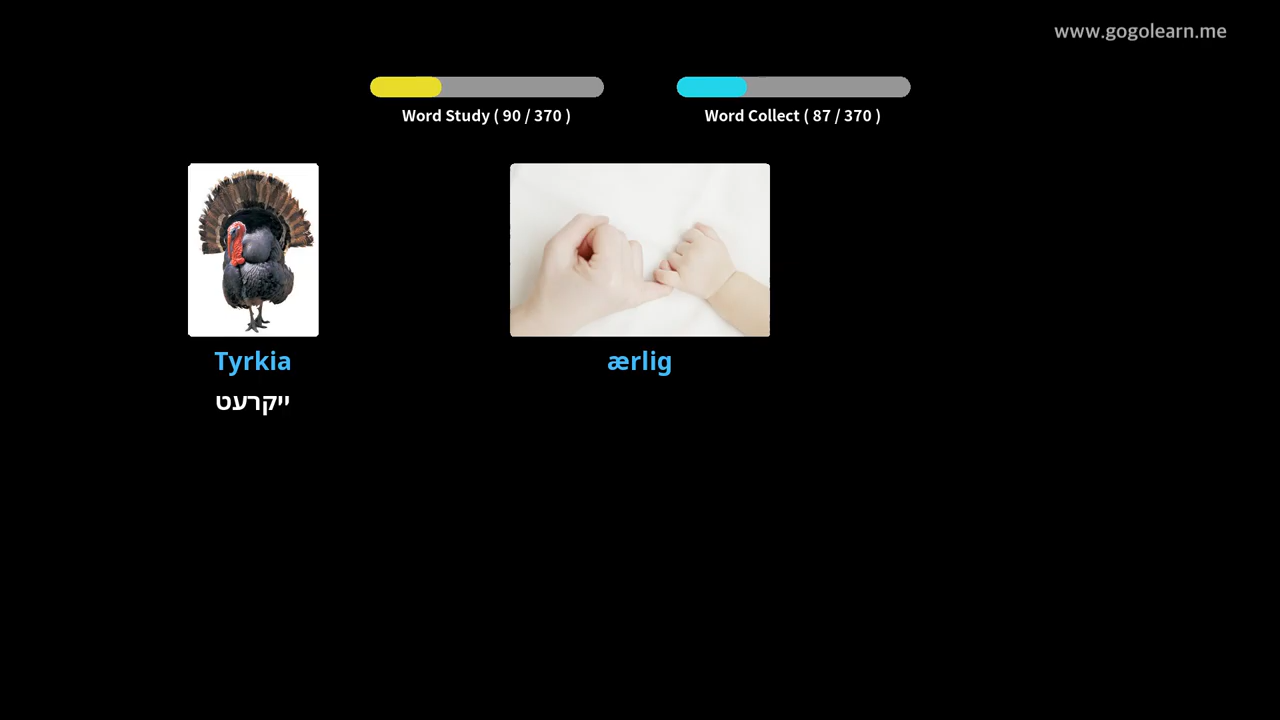 www.gogolearn.me
Word Study ( 90 / 370 )
Word Collect ( 87 / 370 )
Tyrkia
ærlig
ייקרעט